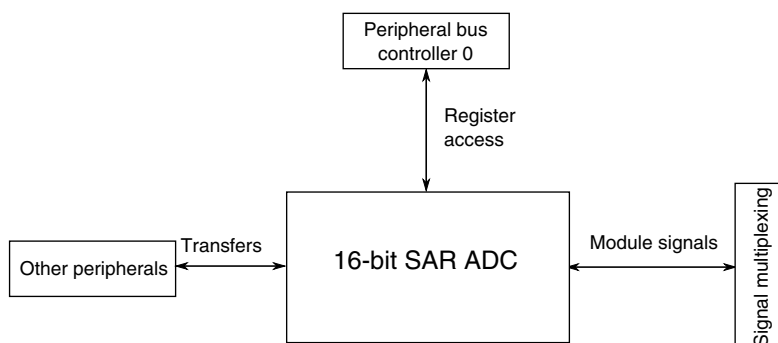 Peripheral bus
controller 0
Register
access
Transfers
Other peripherals
16-bit SAR ADC
Module signals
Signal multiplexing